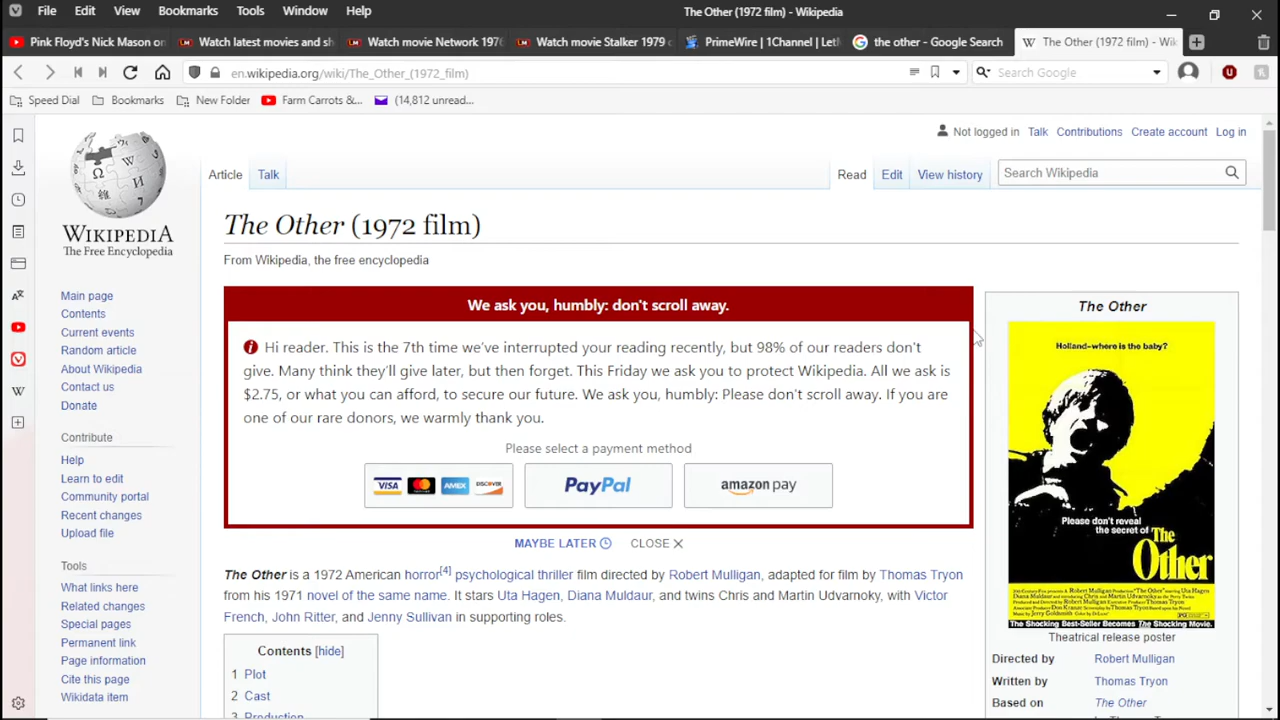 File Edit View Bookmarks Tools Window Help
The Other (1972 film) - Wikipedia
Pink Floyd's Nick Mason on
Watch latest movies and sh
Watch movie Network 1976
Watch movie Stalker 1979 c
PrimeWire | 1Channel | Let
the other - Google Search
The Other (1972 film) - Wik
en.wikipedia.org/wiki/The_Other_(1972_film)
Search Google
Speed Dial Bookmarks New Folder Farm Carrots &... (14,812 unread...
Not logged in Talk Contributions Create account Log in
Article Talk Read Edit View history Search Wikipedia
WIKIPEDIA
The Free Encyclopedia
Main page
Contents
Current events
Random article
About Wikipedia
Contact us
Donate
Contribute
Help
Learn to edit
Community portal
Recent changes
Upload file
Tools
What links here
Related changes
Special pages
Permanent link
Page information
Cite this page
Wikidata item
The Other (1972 film)
From Wikipedia, the free encyclopedia
We ask you, humbly: don't scroll away.
Hi reader. This is the 7th time we've interrupted your reading recently, but 98% of our readers don't
give. Many think they'll give later, but then forget. This Friday we ask you to protect Wikipedia. All we ask is
$2.75, or what you can afford, to secure our future. We ask you, humbly: Please don't scroll away. If you are
one of our rare donors, we warmly thank you.
Please select a payment method
VISA AMEX DISCOVER PayPal amazon pay
MAYBE LATER CLOSE
The Other is a 1972 American horror[4] psychological thriller film directed by Robert Mulligan, adapted for film by Thomas Tryon
from his 1971 novel of the same name. It stars Uta Hagen, Diana Muldaur, and twins Chris and Martin Udvarnoky, with Victor
French, John Ritter, and Jenny Sullivan in supporting roles.
Contents [hide]
1 Plot
2 Cast
3 Production
The Other
Holland–where is the baby?
Please don't reveal
the secret of
The
Other
The Shocking Best-Seller Becomes The Shocking Movie.
Theatrical release poster
Directed by Robert Mulligan
Written by Thomas Tryon
Based on The Other